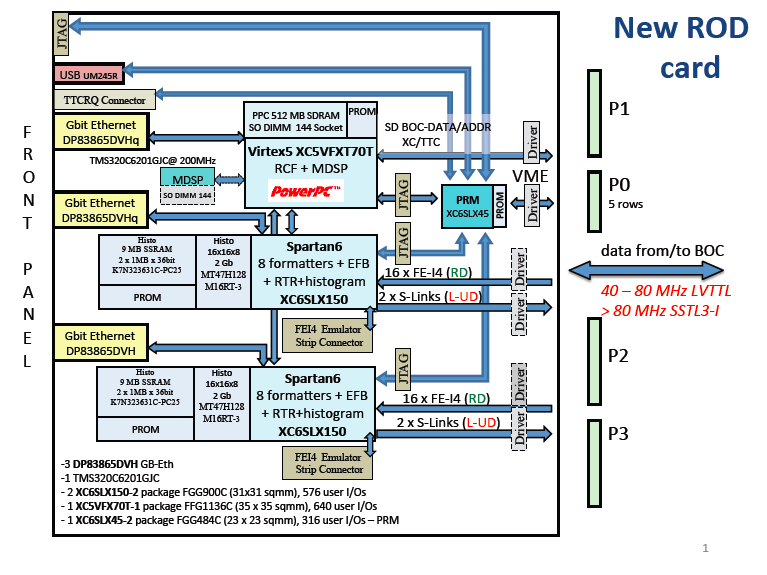 New ROD
card
JTAG
JTAG
USB UM245R
TTCRQ Connector
Gbit Ethernet
DP83865DVHq
PPC 512 MB SDRAM
SO DIMM 144 Socket
PROM
Virtex5 XC5VFXT70T
RCF + MDSP
PowerPC™
SD BOC-DATA/ADDR
XC/TTC
Driver
P1
FRONT PANEL
TMS320C6201GJC@ 200MHz
MDSP
SO DIMM 144
JTAG
PRM
XC6SLX45
PROM
VME
Driver
P0
5 rows
Gbit Ethernet
DP83865DVHq
Histo
9 MB SSRAM
2 x 1MB x 36bit
K7N323631C-PC25
PROM
Histo
16x16x8
2 Gb
MT47H128
M16RT-3
Spartan6
8 formatters + EFB
+ RTR+histogram
XC6SLX150
JTAG
16 x FE-I4 (RD)
2 x S-Links (L-UD)
Driver
Driver
data from/to BOC
40 – 80 MHz LVTTL
> 80 MHz SSTL3-I
FEI4 Emulator
Strip Connector
Gbit Ethernet
DP83865DVH
Histo
9 MB SSRAM
2 x 1MB x 36bit
K7N323631C-PC25
PROM
Histo
16x16x8
2 Gb
MT47H128
M16RT-3
Spartan6
8 formatters + EFB
+ RTR+histogram
XC6SLX150
JTAG
16 x FE-I4 (RD)
2 x S-Links (L-UD)
Driver
Driver
P2
P3
FEI4 Emulator
Strip Connector
-3 DP83865DVH GB-Eth
-1 TMS320C6201GJC
- 2 XC6SLX150-2 package FGG900C (31x31 sqmm), 576 user I/Os
- 1 XC5VFX70T-1 package FFG1136C (35 x 35 sqmm), 640 user I/Os
- 1 XC6SLX45-2 package FGG484C (23 x 23 sqmm), 316 user I/Os – PRM
1